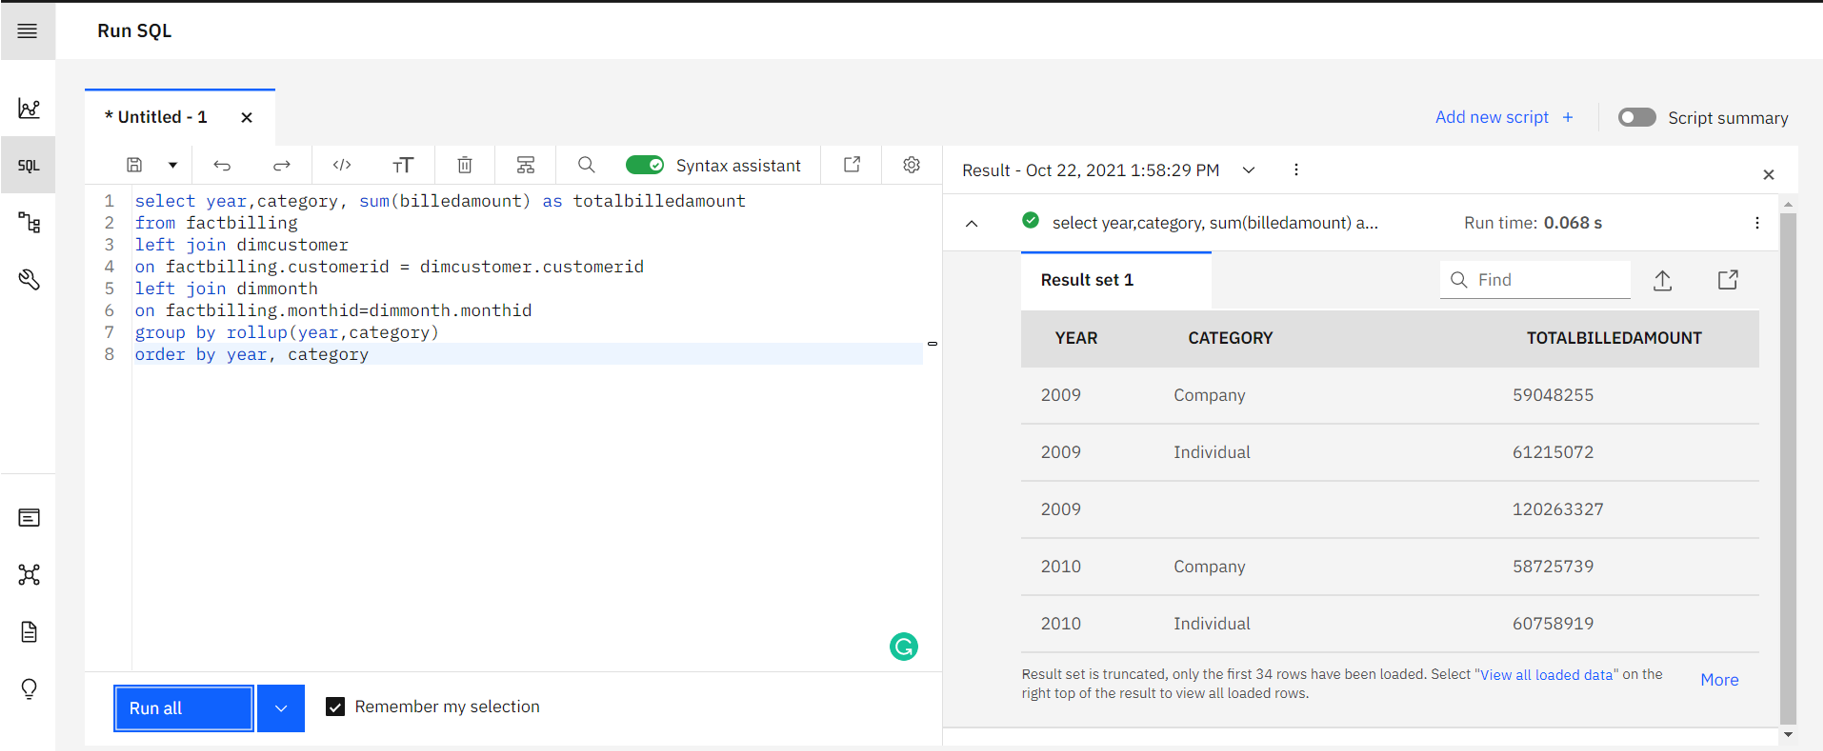 Run SQL
* Untitled - 1 ×
Add new script +
Script summary
SQL
</>
TT
Syntax assistant
Result - Oct 22, 2021 1:58:29 PM
1 select year,category, sum(billedamount) as totalbilledamount
2 from factbilling
3 left join dimcustomer
4 on factbilling.customerid = dimcustomer.customerid
5 left join dimmonth
6 on factbilling.monthid=dimmonth.monthid
7 group by rollup(year,category)
8 order by year, category
select year,category, sum(billedamount) a...
Run time: 0.068 s
Result set 1
Find
YEAR CATEGORY TOTALBILLEDAMOUNT
2009 Company 59048255
2009 Individual 61215072
2009 120263327
2010 Company 58725739
2010 Individual 60758919
Result set is truncated, only the first 34 rows have been loaded. Select "View all loaded data" on the
right top of the result to view all loaded rows.
More
Run all
Remember my selection